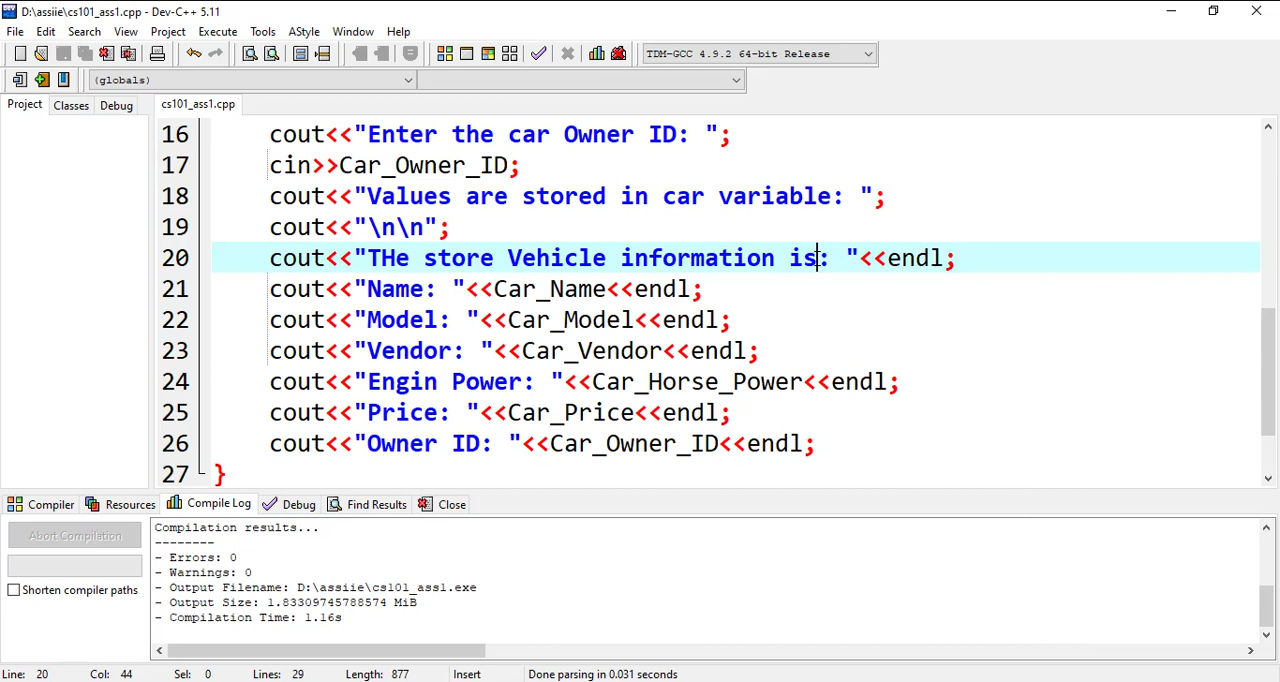 D:\assiie\cs101_ass1.cpp - Dev-C++ 5.11
File Edit Search View Project Execute Tools AStyle Window Help
TDM-GCC 4.9.2 64-bit Release
(globals)
Project Classes Debug cs101_ass1.cpp
16 cout<<"Enter the car Owner ID: ";
17 cin>>Car_Owner_ID;
18 cout<<"Values are stored in car variable: ";
19 cout<<"\n\n";
20 cout<<"THe store Vehicle information is: "<<endl;
21 cout<<"Name: "<<Car_Name<<endl;
22 cout<<"Model: "<<Car_Model<<endl;
23 cout<<"Vendor: "<<Car_Vendor<<endl;
24 cout<<"Engin Power: "<<Car_Horse_Power<<endl;
25 cout<<"Price: "<<Car_Price<<endl;
26 cout<<"Owner ID: "<<Car_Owner_ID<<endl;
27 }
Compiler Resources Compile Log Debug Find Results Close
Abort Compilation
Shorten compiler paths
Compilation results...
--------
- Errors: 0
- Warnings: 0
- Output Filename: D:\assiie\cs101_ass1.exe
- Output Size: 1.83309745788574 MiB
- Compilation Time: 1.16s
Line: 20 Col: 44 Sel: 0 Lines: 29 Length: 877 Insert Done parsing in 0.031 seconds